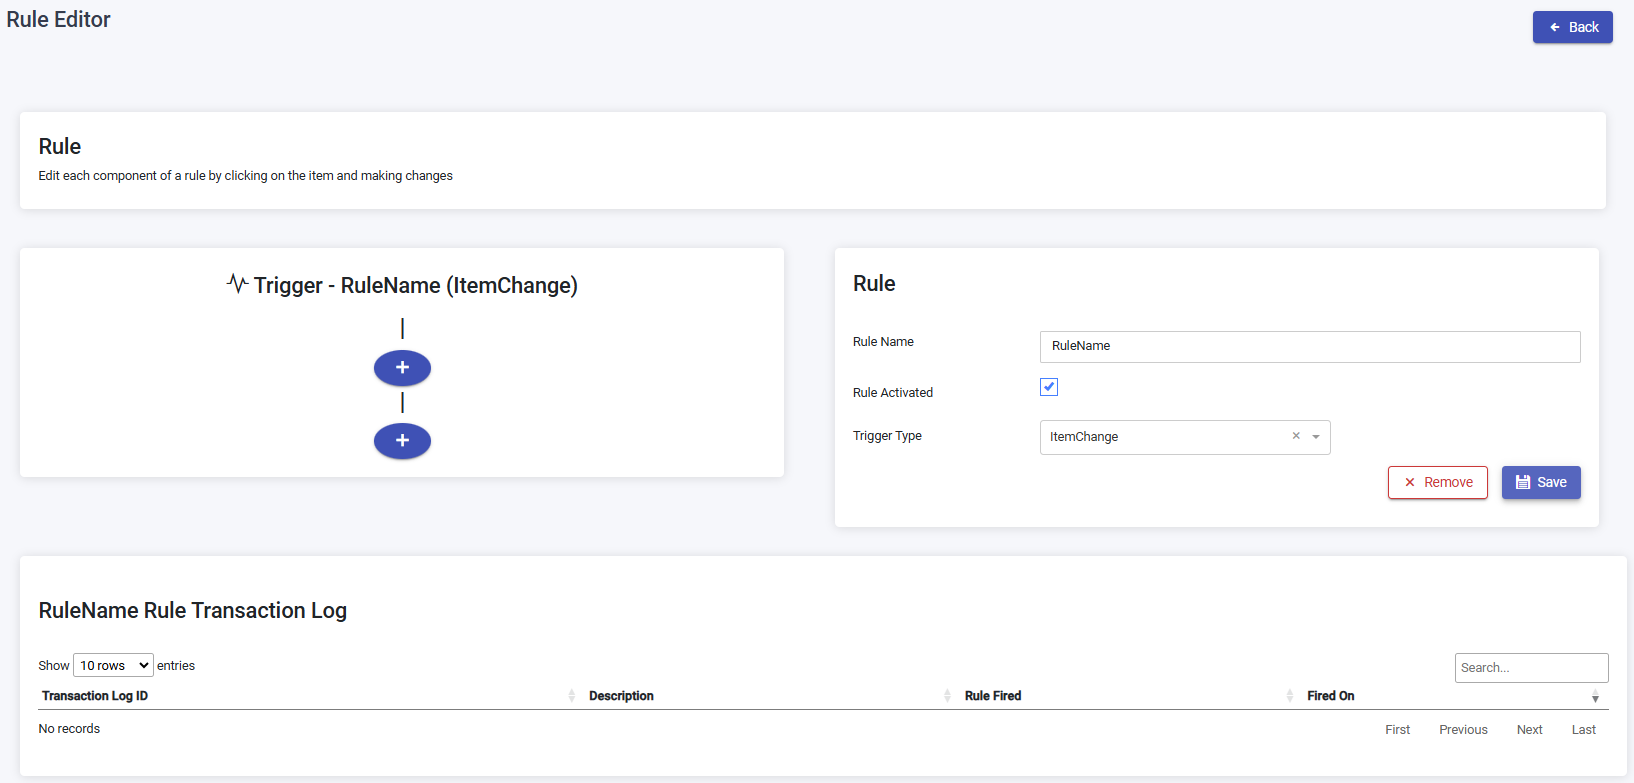 Rule Editor
Back
Rule
Edit each component of a rule by clicking on the item and making changes
Trigger - RuleName (ItemChange)
+
+
Rule
Rule Name RuleName
Rule Activated
Trigger Type ItemChange
Remove Save
RuleName Rule Transaction Log
Show 10 rows entries Search...
Transaction Log ID Description Rule Fired Fired On
No records First Previous Next Last